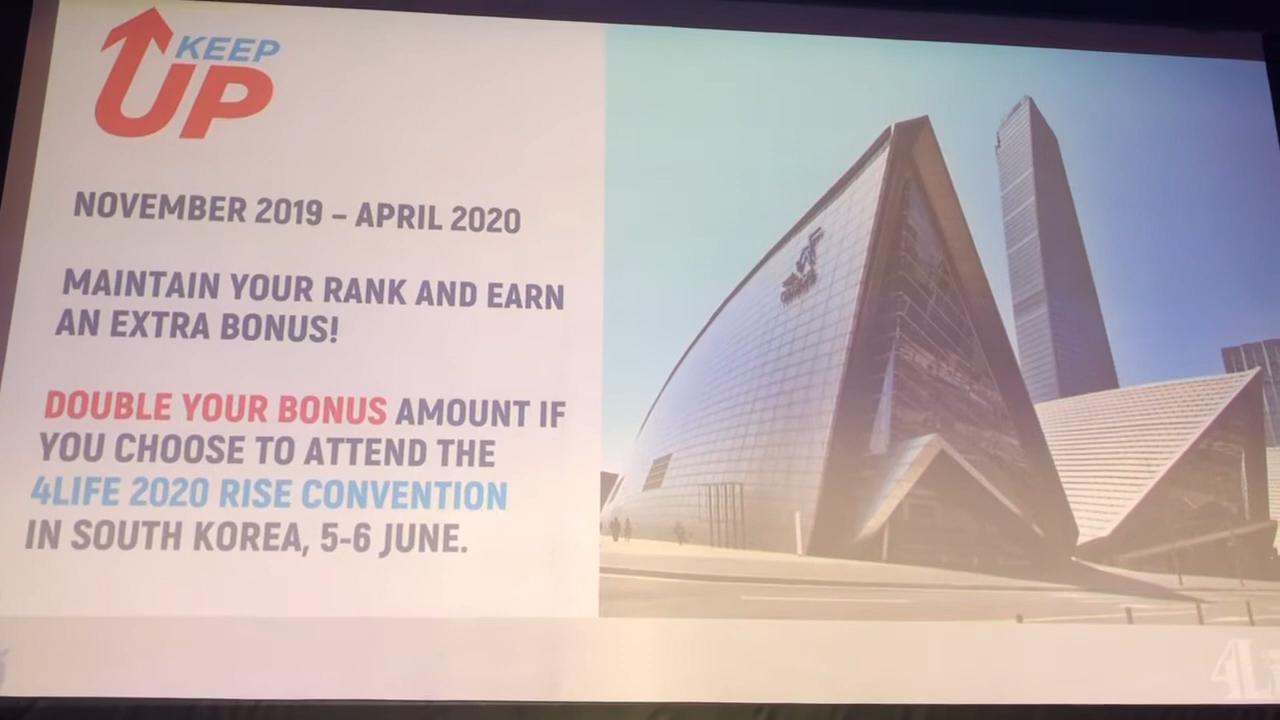 KEEP
UP
NOVEMBER 2019 – APRIL 2020
MAINTAIN YOUR RANK AND EARN
AN EXTRA BONUS!
DOUBLE YOUR BONUS AMOUNT IF
YOU CHOOSE TO ATTEND THE
4LIFE 2020 RISE CONVENTION
IN SOUTH KOREA, 5-6 JUNE.